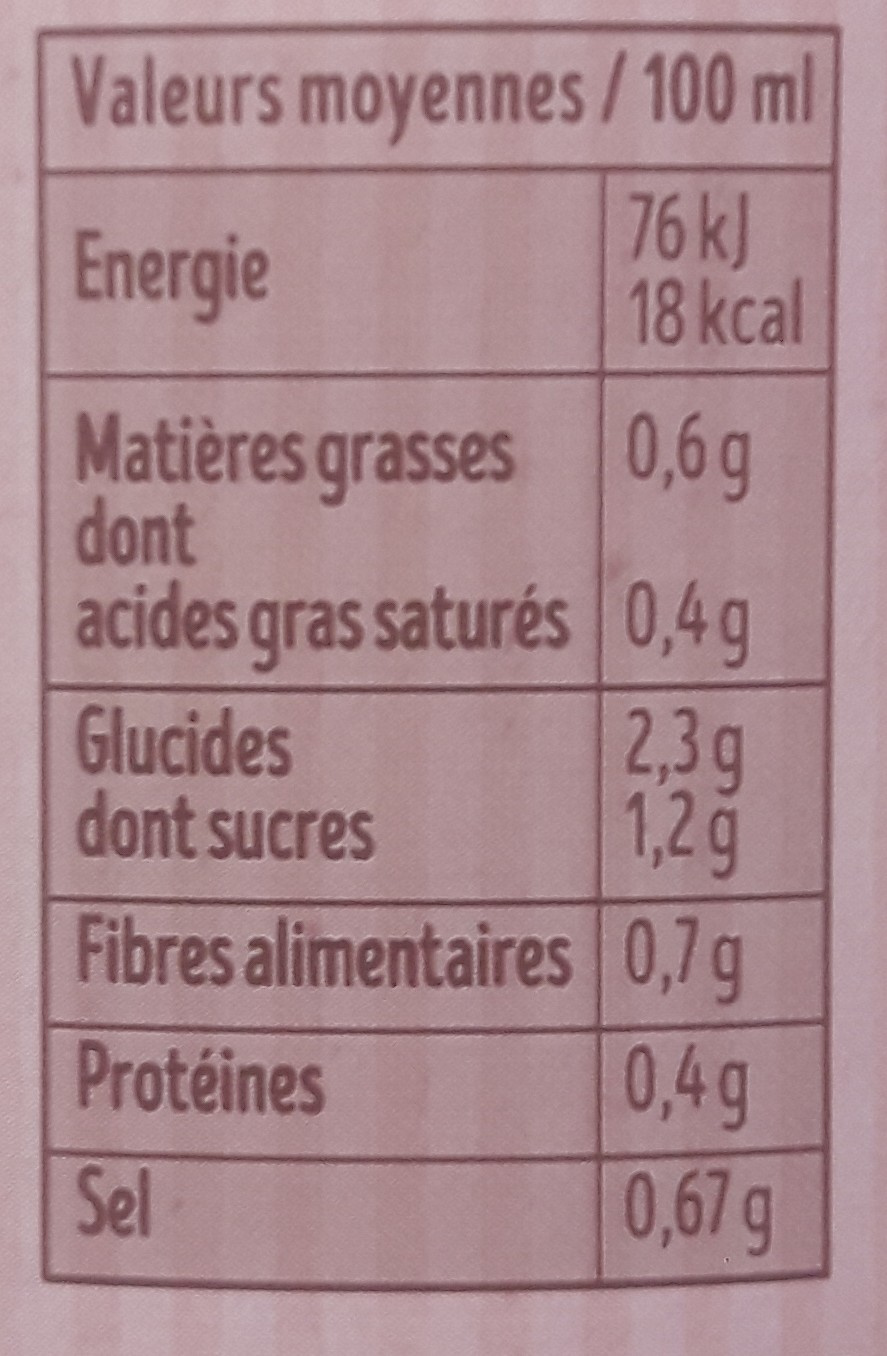 Valeurs moyennes / 100 ml
Energie
76 kJ
18 kcal
Matières grasses 0,6 g
dont
acides gras saturés 0,4 g
Glucides 2,3 g
dont sucres 1,2 g
Fibres alimentaires 0,7 g
Protéines 0,4 g
Sel 0,67 g